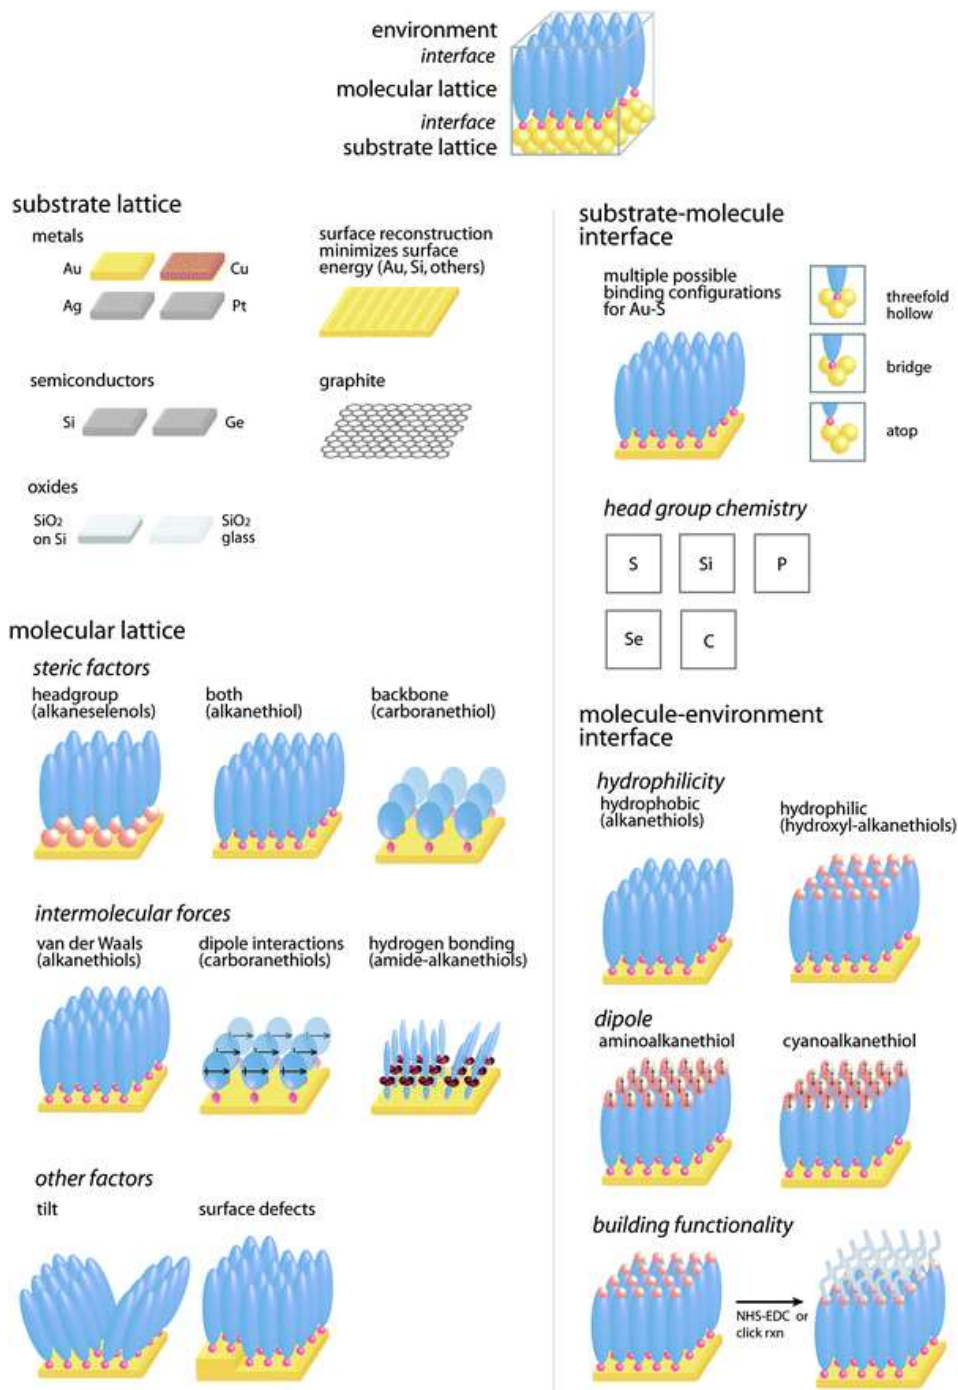 environment
interface
molecular lattice
interface
substrate lattice
substrate lattice
metals
Au
Cu
Ag
Pt
surface reconstruction
minimizes surface
energy (Au, Si, others)
semiconductors
Si
Ge
graphite
oxides
SiO2
on Si
SiO2
glass
molecular lattice
steric factors
headgroup
(alkaneselenols)
both
(alkanethiol)
backbone
(carboranethiol)
intermolecular forces
van der Waals
(alkanethiols)
dipole interactions
(carboranethiols)
hydrogen bonding
(amide-alkanethiols)
other factors
tilt
surface defects
substrate-molecule
interface
multiple possible
binding configurations
for Au-S
threefold
hollow
bridge
atop
head group chemistry
S
Si
P
Se
C
molecule-environment
interface
hydrophilicity
hydrophobic
(alkanethiols)
hydrophilic
(hydroxyl-alkanethiols)
dipole
aminoalkanethiol
cyanoalkanethiol
building functionality
NHS-EDC or
click rxn